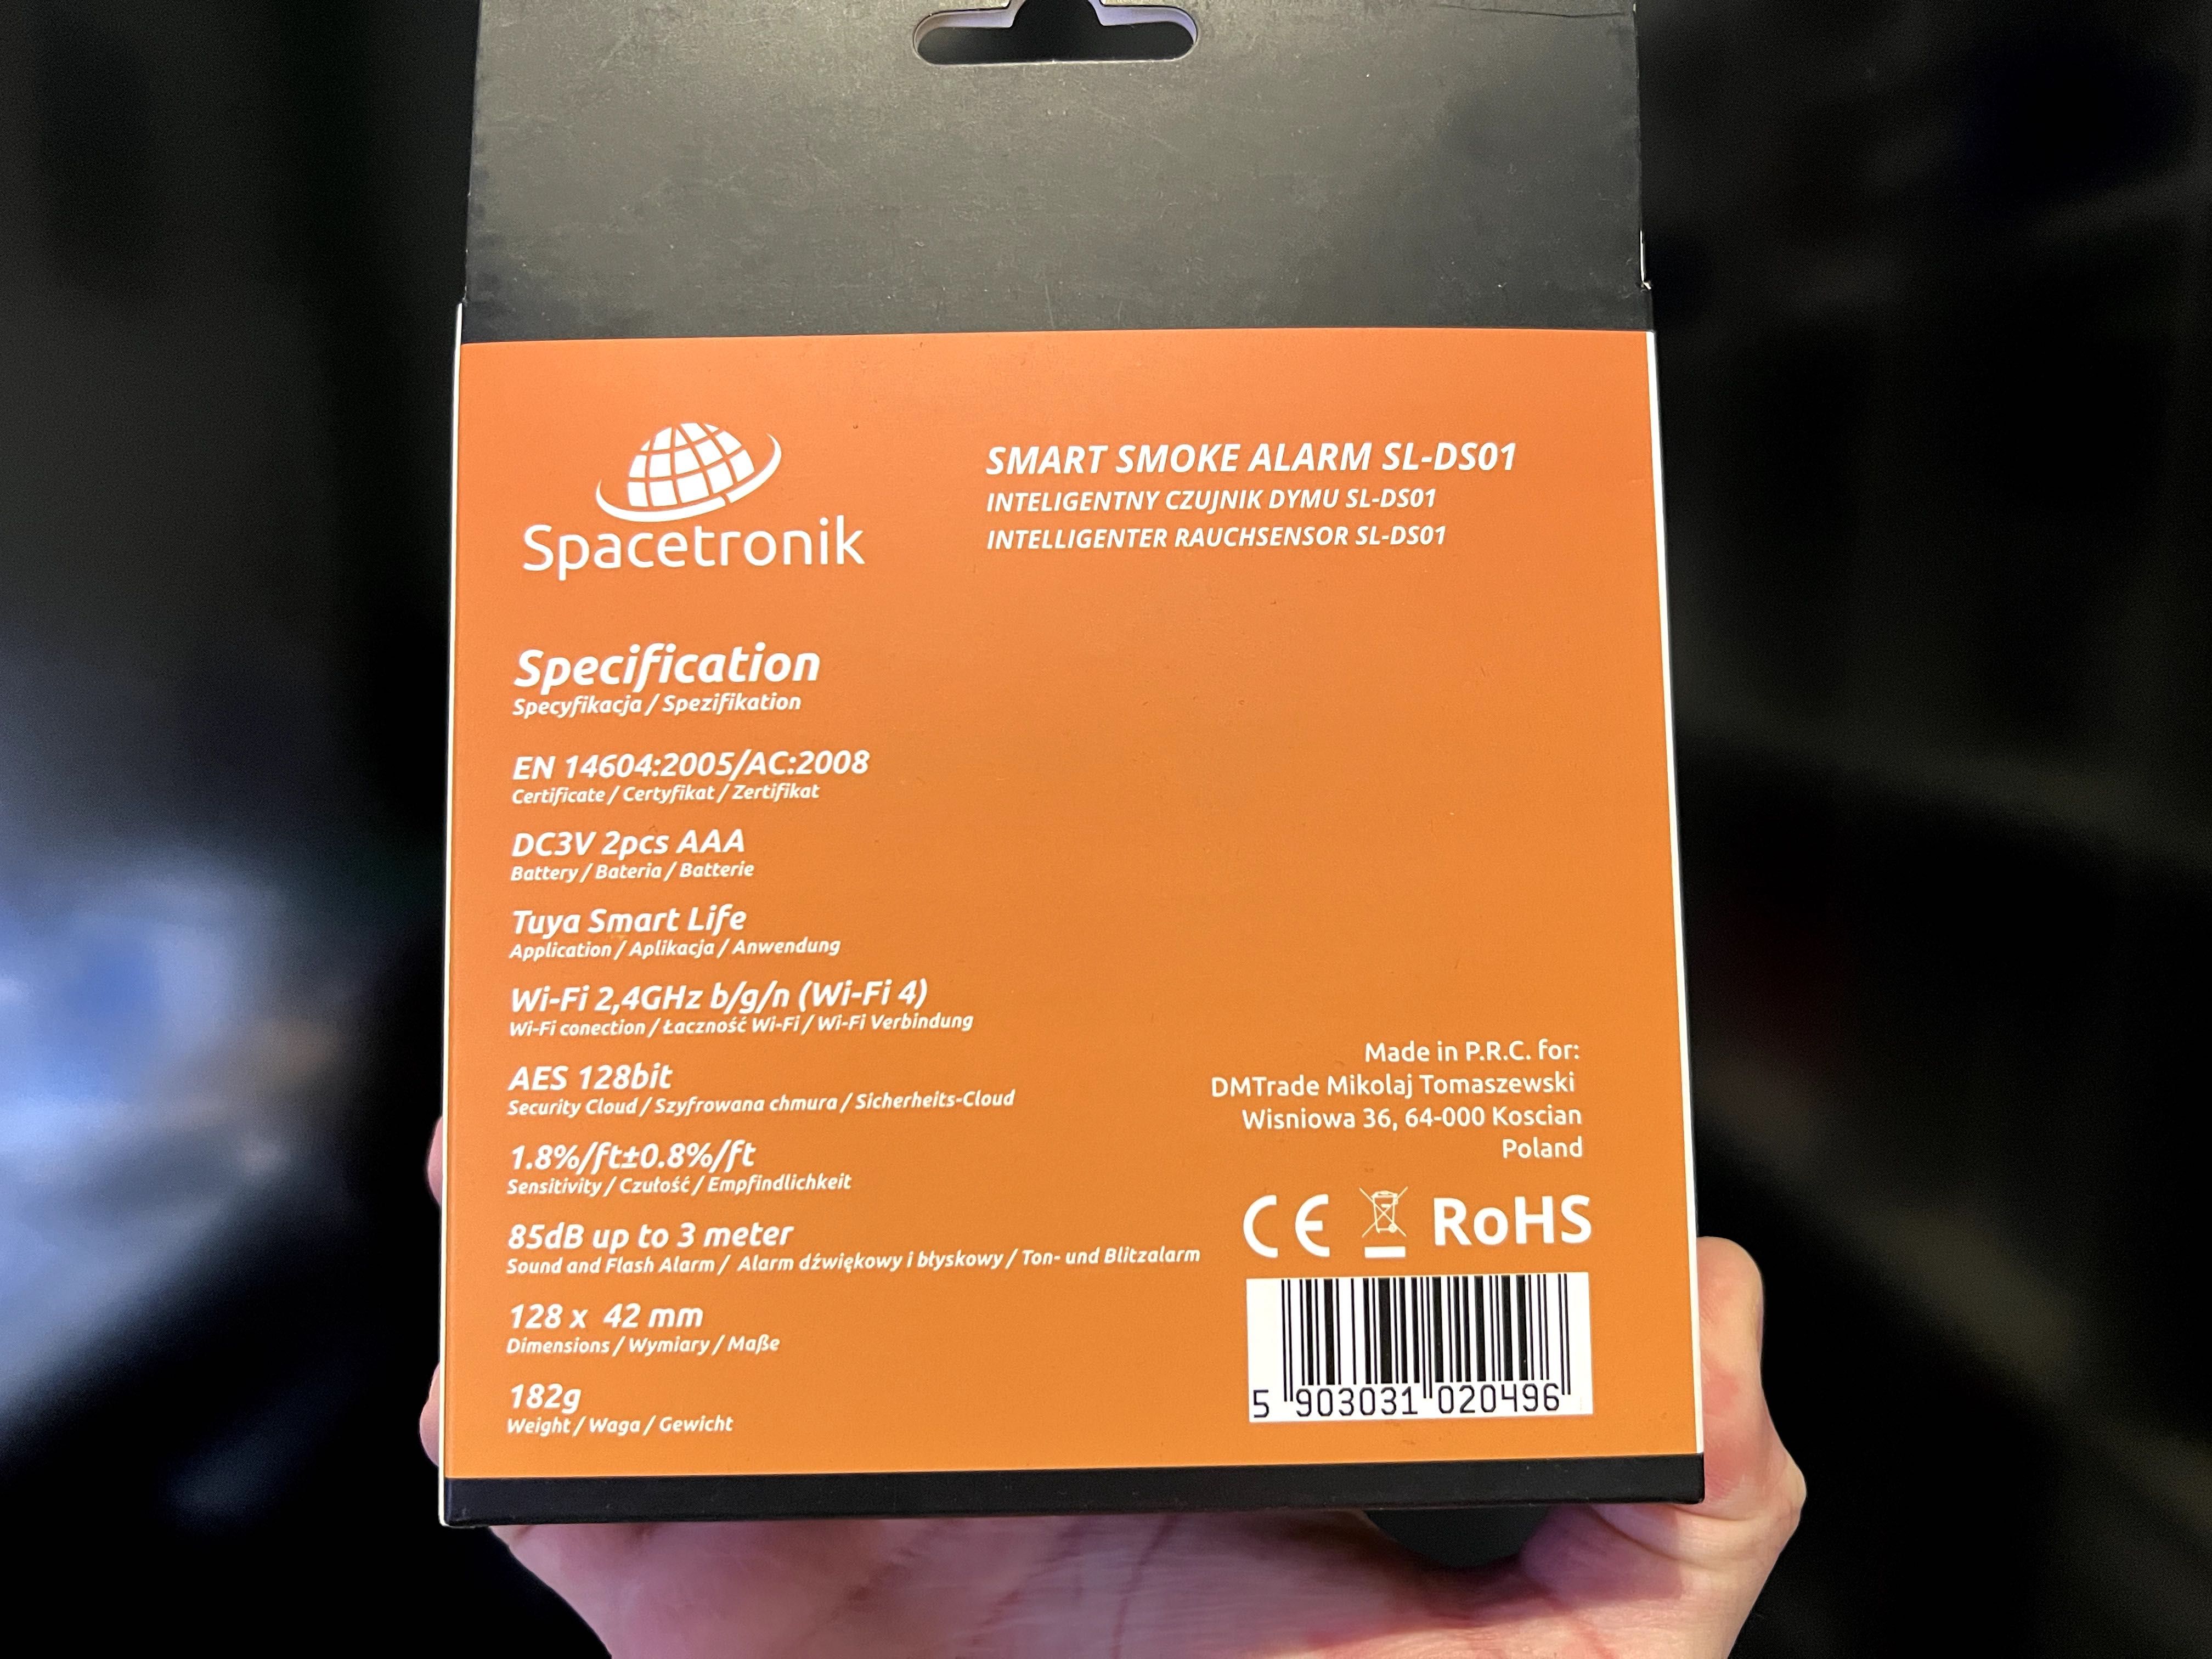 Spacetronik
SMART SMOKE ALARM SL-DS01
INTELIGENTNY CZUJNIK DYMU SL-DS01
INTELLIGENTER RAUCHSENSOR SL-DS01
Specification
Specyfikacja / Spezifikation
EN 14604:2005/AC:2008
Certificate / Certyfikat / Zertifikat
DC3V 2pcs AAA
Battery / Bateria / Batterie
Tuya Smart Life
Application / Aplikacja / Anwendung
Wi-Fi 2,4GHz b/g/n (Wi-Fi 4)
Wi-Fi conection / Łaczność Wi-Fi / Wi-Fi Verbindung
AES 128bit
Security Cloud / Szyfrowana chmura / Sicherheits-Cloud
1.8%/ft±0.8%/ft
Sensitivity / Czułość / Empfindlichkeit
85dB up to 3 meter
Sound and Flash Alarm / Alarm dźwiękowy i błyskowy / Ton- und Blitzalarm
128 x 42 mm
Dimensions / Wymiary / Maße
182g
Weight / Waga / Gewicht
Made in P.R.C. for:
DMTrade Mikolaj Tomaszewski
Wisniowa 36, 64-000 Koscian
Poland
CE RoHS
5 903031 020496